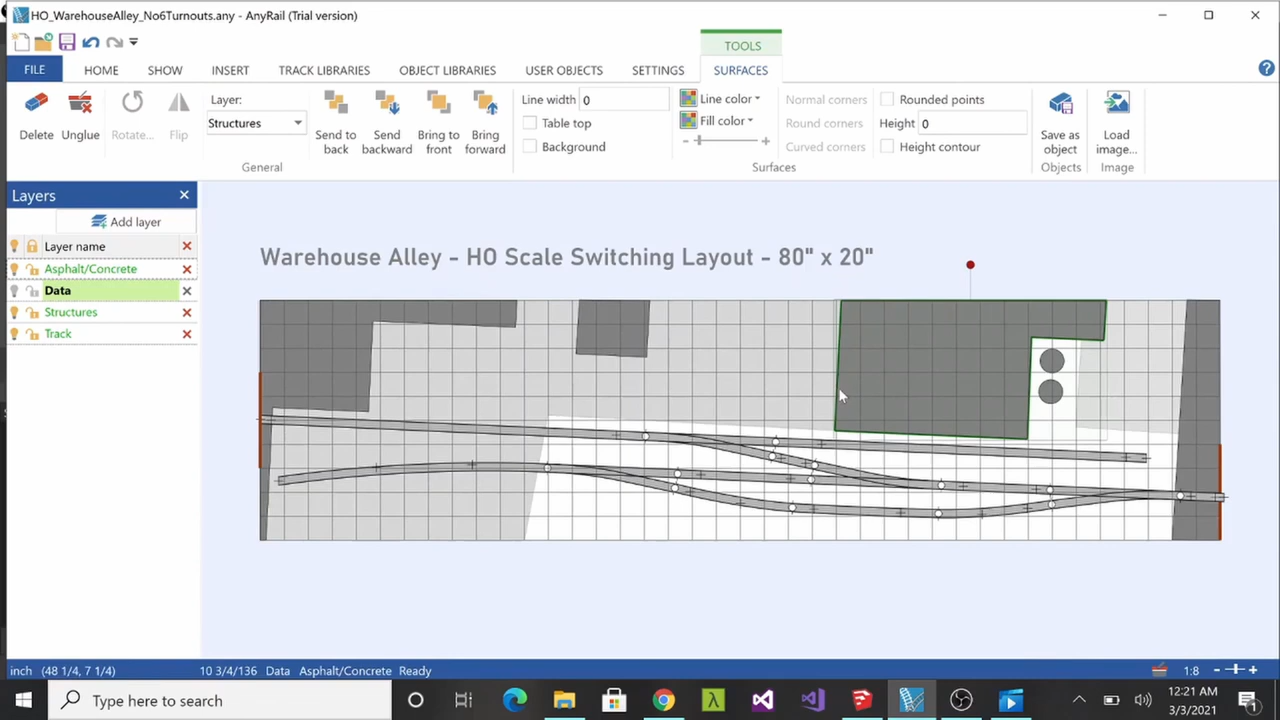 HO_WarehouseAlley_No6Turnouts.any - AnyRail (Trial version)
TOOLS
FILE HOME SHOW INSERT TRACK LIBRARIES OBJECT LIBRARIES USER OBJECTS SETTINGS SURFACES
Delete Unglue Rotate... Flip
Layer:
Structures
General
Send to back
Send backward
Bring to front
Bring forward
Line width 0
Table top
Background
Line color
Fill color
Normal corners
Round corners
Curved corners
Rounded points
Height 0
Height contour
Surfaces
Save as object
Objects
Load image...
Image
Layers
Add layer
Layer name
Asphalt/Concrete
Data
Structures
Track
Warehouse Alley - HO Scale Switching Layout - 80" x 20"
inch (48 1/4, 7 1/4) 10 3/4/136 Data Asphalt/Concrete Ready 1:8
Type here to search
12:21 AM
3/3/2021
1